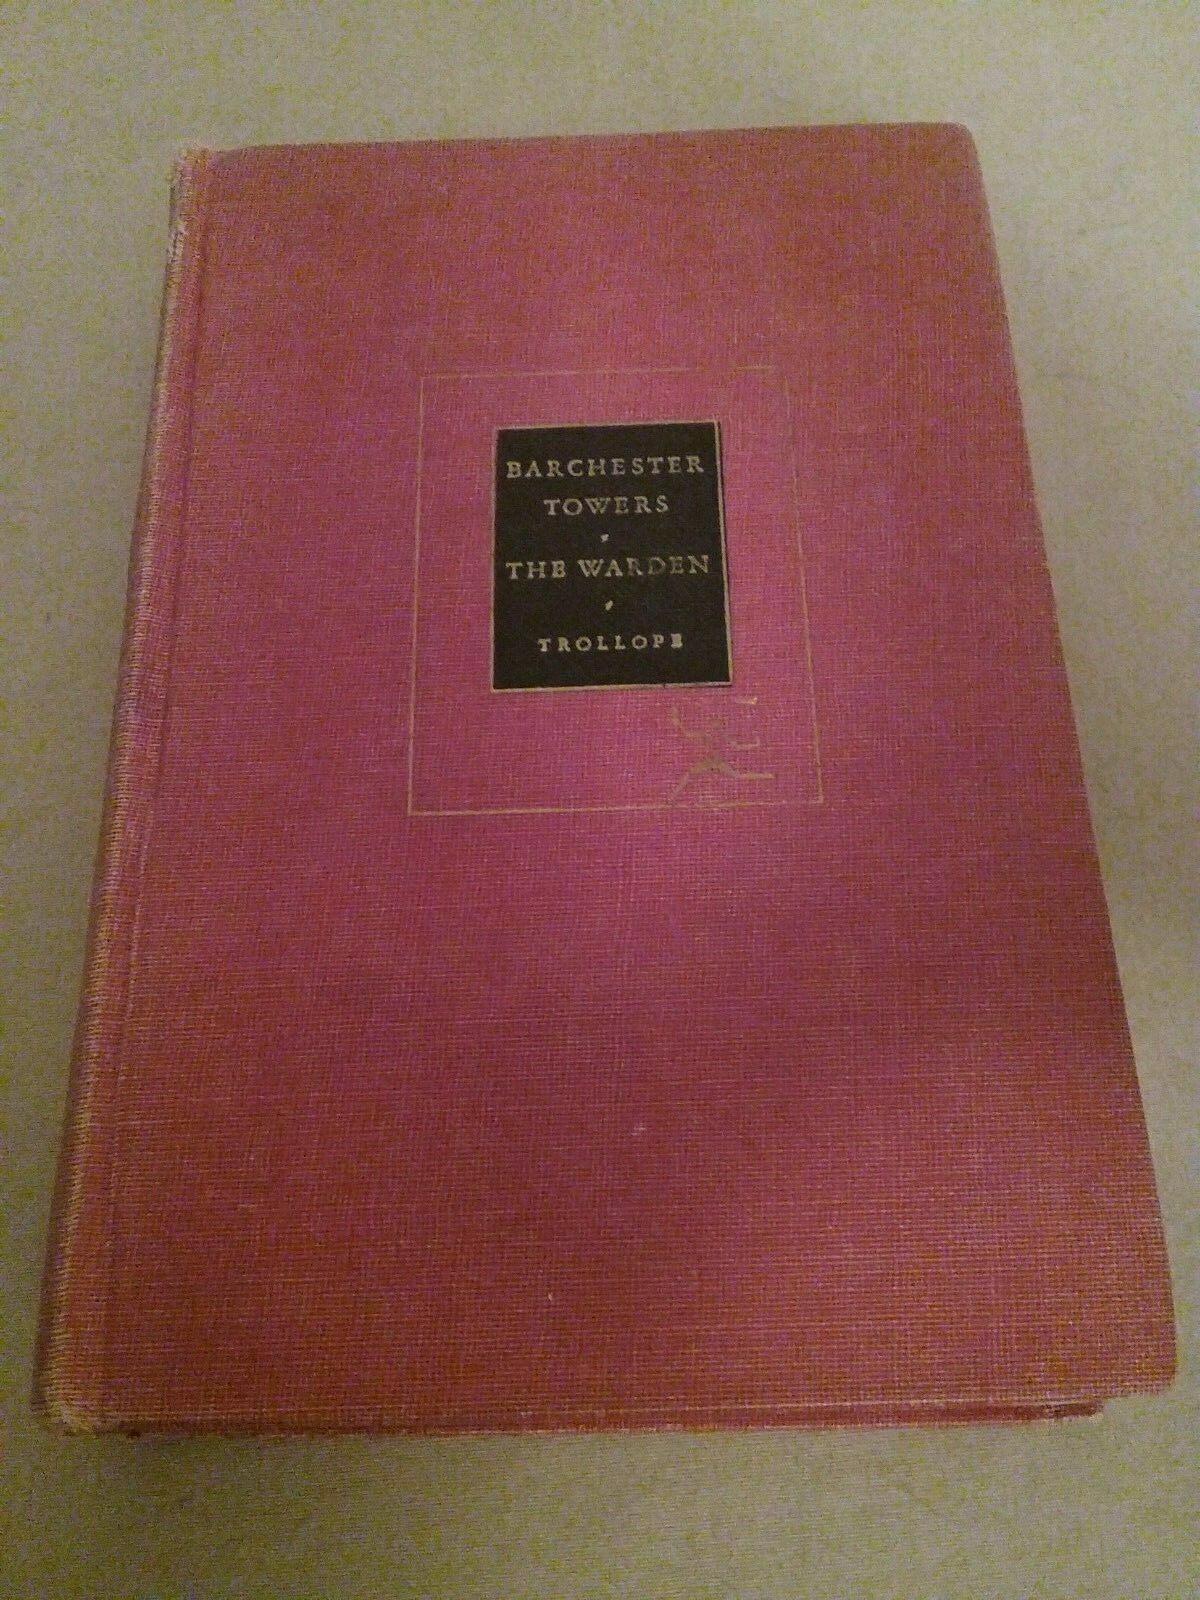 BARCHESTER
TOWERS
THE WARDEN
TROLLOPE